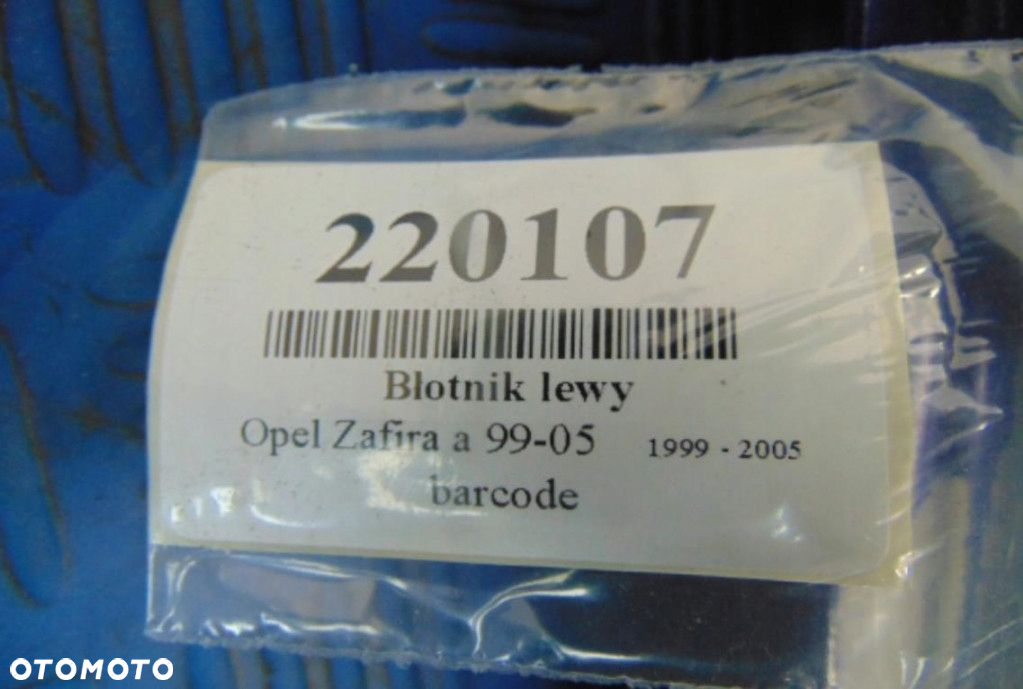 220107
Błotnik lewy
Opel Zafira a 99-05 1999 - 2005
barcode
OTOMOTO